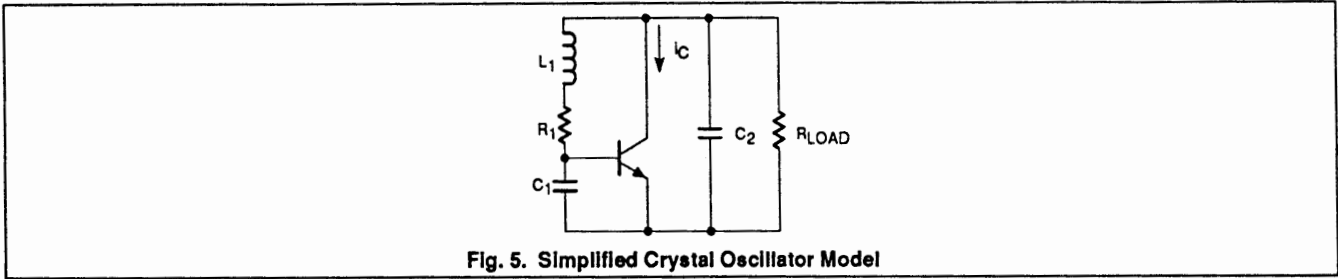 L1
iC
R1
C2
RLOAD
C1
Fig. 5. Simplified Crystal Oscillator Model